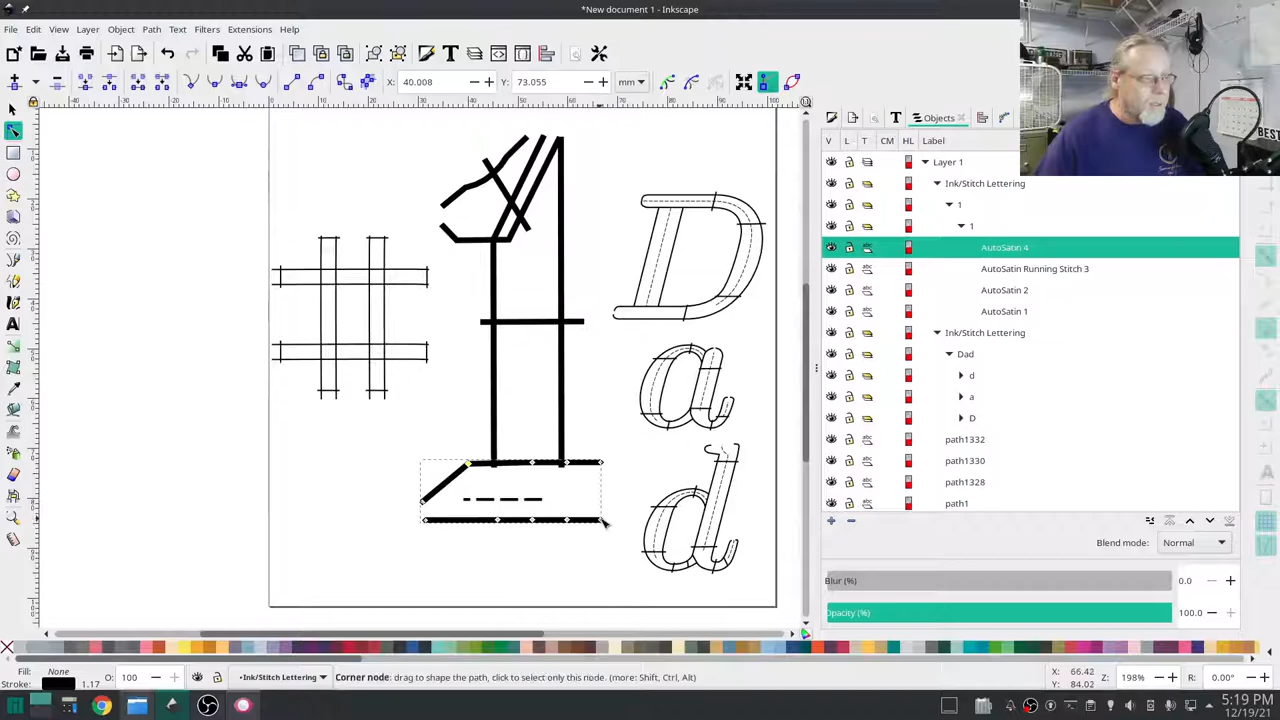 *New document 1 - Inkscape
File Edit View Layer Object Path Text Filters Extensions Help
X: 40.008 Y: 73.055 mm
Objects
V L T CM HL Label
Layer 1
Ink/Stitch Lettering
1
1
AutoSatin 4
AutoSatin Running Stitch 3
AutoSatin 2
AutoSatin 1
Ink/Stitch Lettering
Dad
d
a
D
path1332
path1330
path1328
path1
Blend mode: Normal
Blur (%) 0.0
Opacity (%) 100.0
# 1 D
a
d
BEST
Fill: None
Stroke: 1.17
O: 100
•Ink/Stitch Lettering
Corner node: drag to shape the path, click to select only this node. (more: Shift, Ctrl, Alt)
X: 66.42
Y: 84.02
Z: 198%
R: 0.00°
5:19 PM
12/19/21